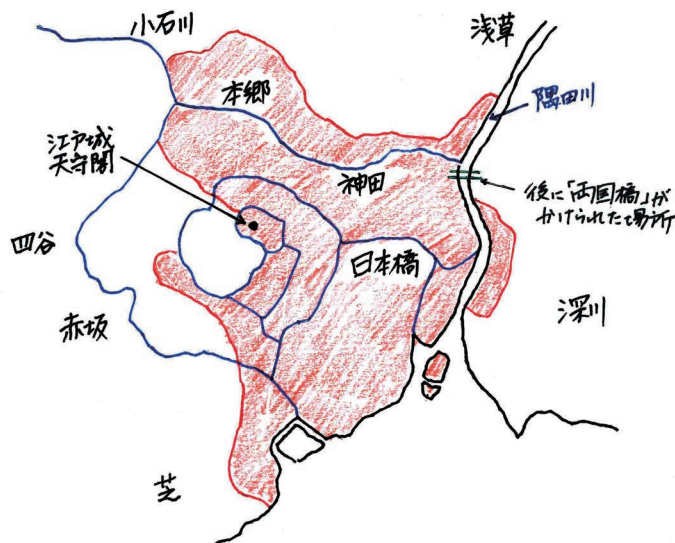 小石川
浅草
本郷
隅田川
江戸城
天守閣
神田
後に「両国橋」が
かけられた場所
四谷
日本橋
赤坂
深川
芝